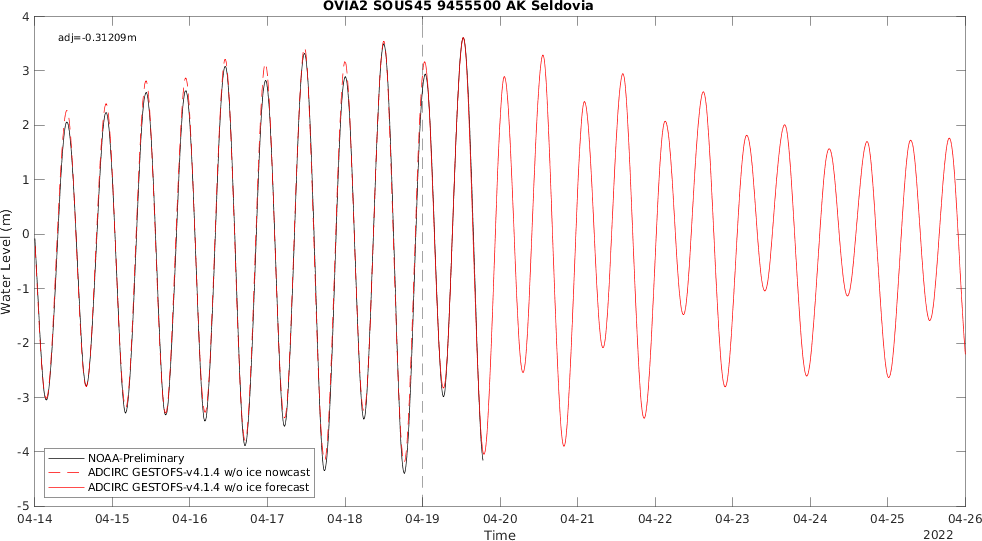 OVIA2 SOUS45 9455500 AK Seldovia
adj=-0.31209m
4
3
2
1
0
-1
-2
-3
-4
-5
Water Level (m)
NOAA-Preliminary
ADCIRC GESTOFS-v4.1.4 w/o ice nowcast
ADCIRC GESTOFS-v4.1.4 w/o ice forecast
04-14 04-15 04-16 04-17 04-18 04-19 04-20 04-21 04-22 04-23 04-24 04-25 04-26
Time
2022